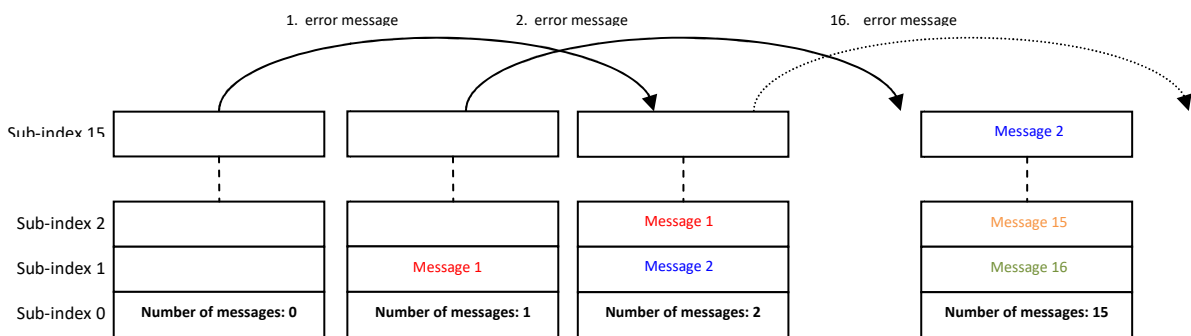 1. error message 2. error message 16. error message
Sub-index 15 Message 2
Sub-index 2 Message 1 Message 15
Sub-index 1 Message 1 Message 2 Message 16
Sub-index 0 Number of messages: 0 Number of messages: 1 Number of messages: 2 Number of messages: 15